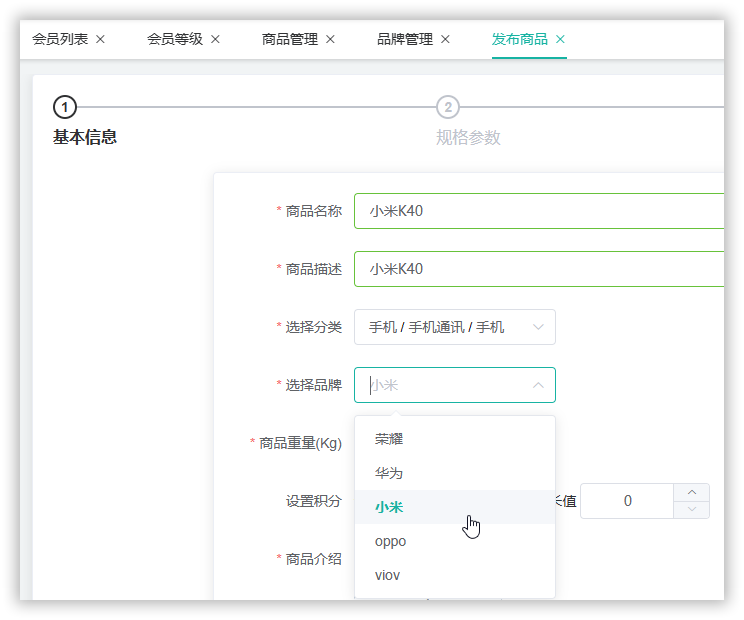 会员列表 会员等级 商品管理 品牌管理 发布商品
1 2
基本信息 规格参数
* 商品名称 小米K40
* 商品描述 小米K40
* 选择分类 手机 / 手机通讯 / 手机
* 选择品牌 小米
* 商品重量(Kg)
荣耀
华为
设置积分 长值 0
小米
oppo
* 商品介绍
viov